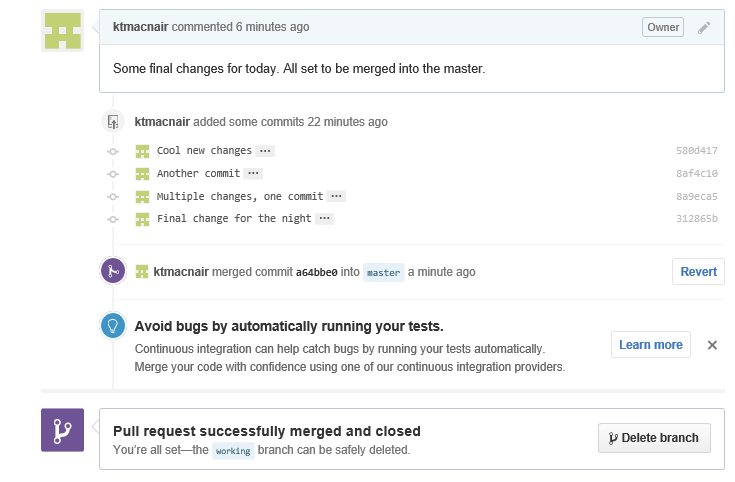 ktmacnair commented 6 minutes ago Owner
Some final changes for today. All set to be merged into the master.
ktmacnair added some commits 22 minutes ago
Cool new changes ... 580d417
Another commit ... 8af4c10
Multiple changes, one commit ... 8a9eca5
Final change for the night ... 312865b
ktmacnair merged commit a64bbe0 into master a minute ago Revert
Avoid bugs by automatically running your tests.
Continuous integration can help catch bugs by running your tests automatically. Learn more
Merge your code with confidence using one of our continuous integration providers.
Pull request successfully merged and closed
You're all set—the working branch can be safely deleted. Delete branch